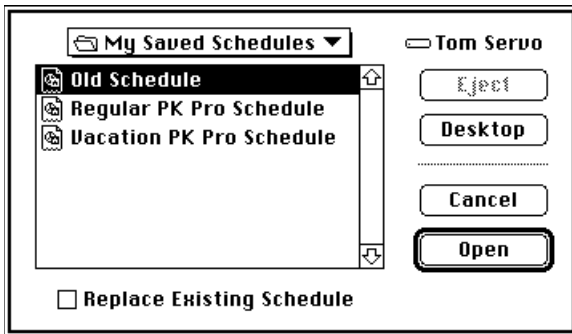 My Saved Schedules
Tom Servo
Old Schedule
Regular PK Pro Schedule
Vacation PK Pro Schedule
Eject
Desktop
Cancel
Open
Replace Existing Schedule